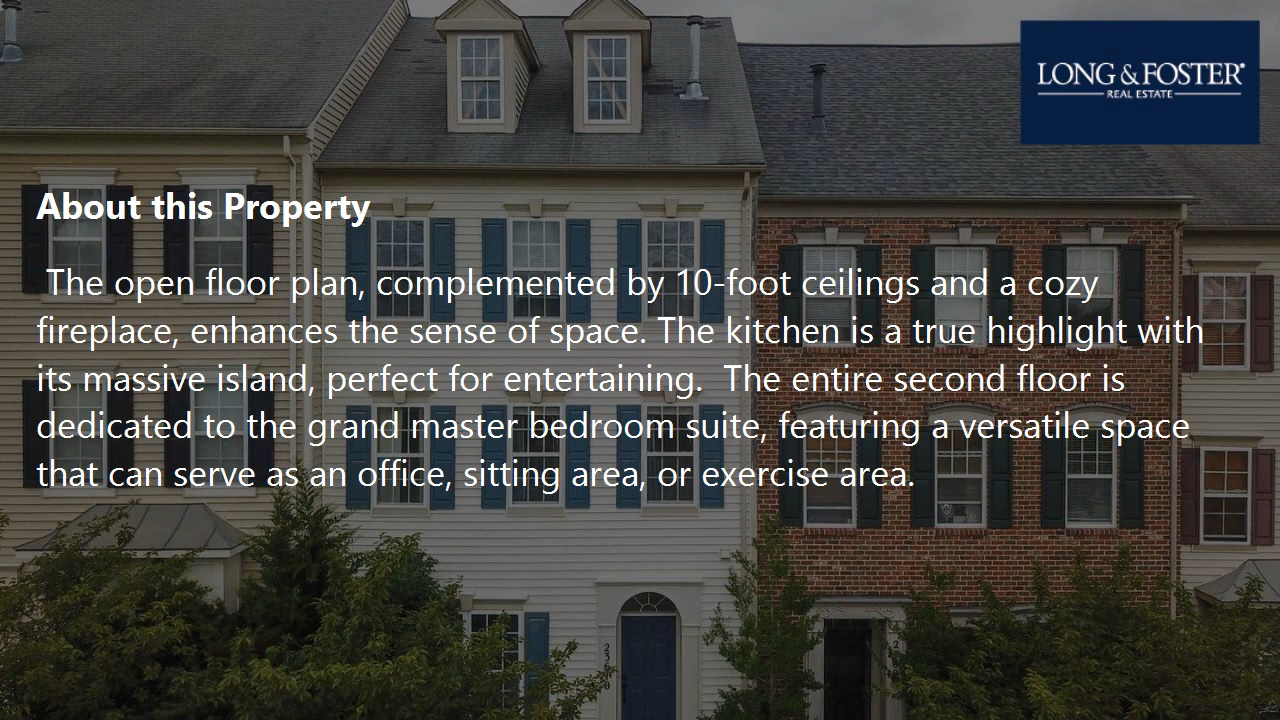 LONG & FOSTER®
REAL ESTATE
About this Property
The open floor plan, complemented by 10-foot ceilings and a cozy
fireplace, enhances the sense of space. The kitchen is a true highlight with
its massive island, perfect for entertaining.  The entire second floor is
dedicated to the grand master bedroom suite, featuring a versatile space
that can serve as an office, sitting area, or exercise area.